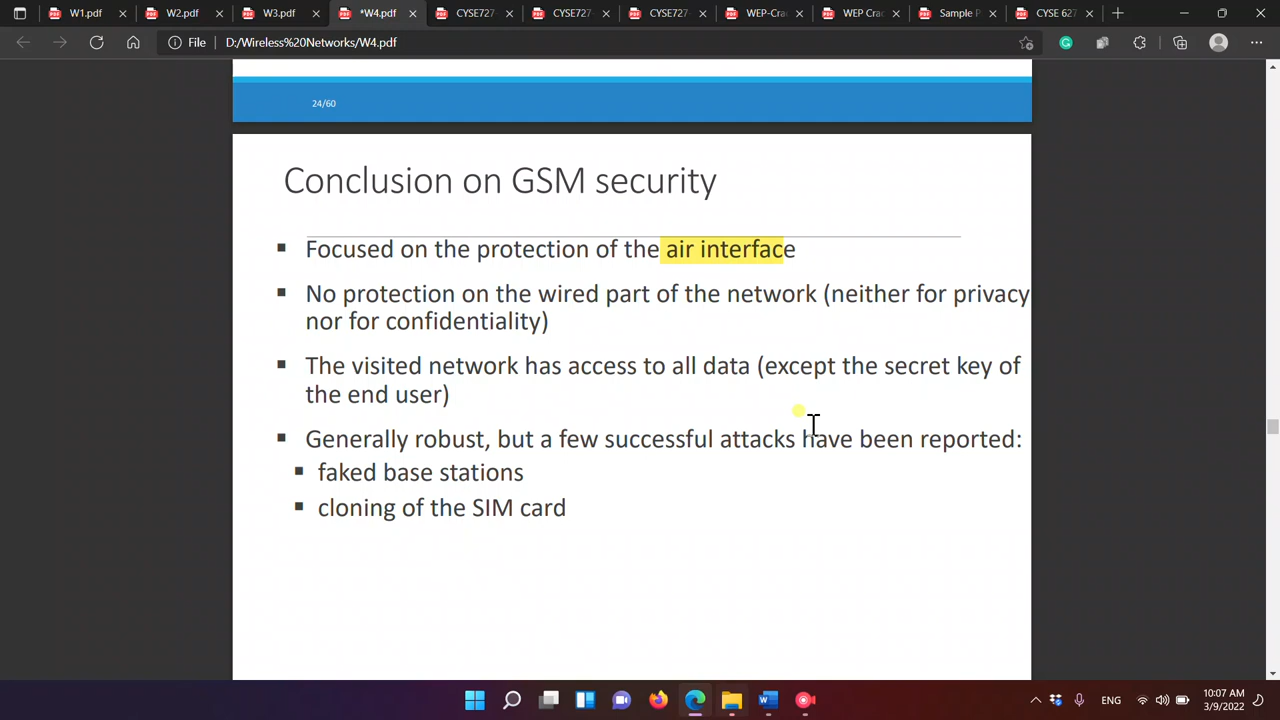 W1.pdf
W2.pdf
W3.pdf
*W4.pdf
CYSE727
CYSE727
CYSE727
WEP-Crac
WEP Crac
Sample P
CYSE 627
File
D:/Wireless%20Networks/W4.pdf
24/60
Conclusion on GSM security
▪ Focused on the protection of the air interface
▪ No protection on the wired part of the network (neither for privacy
nor for confidentiality)
▪ The visited network has access to all data (except the secret key of
the end user)
▪ Generally robust, but a few successful attacks have been reported:
▪ faked base stations
▪ cloning of the SIM card
ENG
10:07 AM
3/9/2022